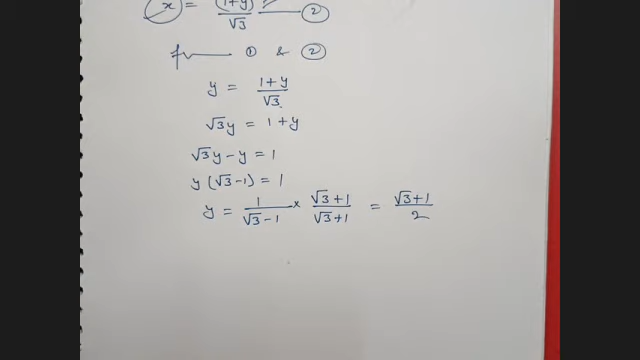 x = (1+y)/√3 —— ②
from ① & ②
y = (1+y)/√3
√3y = 1+y
√3y − y = 1
y (√3−1) = 1
y = 1/(√3−1) × (√3+1)/(√3+1) = (√3+1)/2